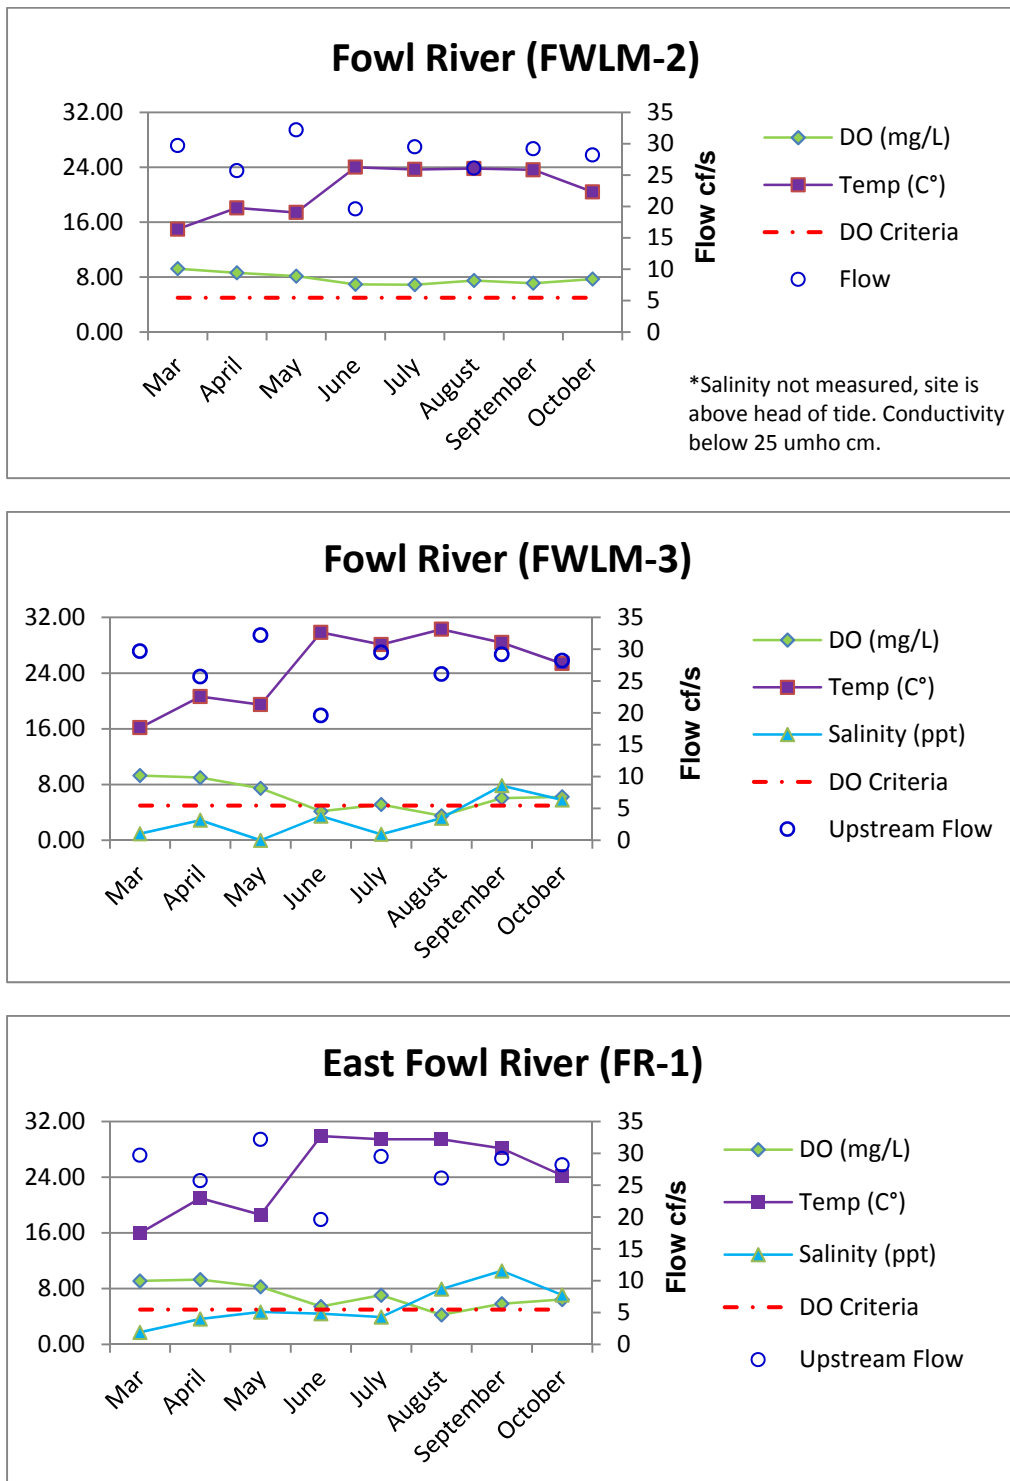 Fowl River (FWLM-2)
32.00
24.00
16.00
8.00
0.00
35
30
25
20
15
10
5
0
Flow cf/s
Mar
April
May
June
July
August
September
October
DO (mg/L)
Temp (C°)
DO Criteria
Flow
*Salinity not measured, site is
above head of tide. Conductivity
below 25 umho cm.
Fowl River (FWLM-3)
32.00
24.00
16.00
8.00
0.00
35
30
25
20
15
10
5
0
Flow cf/s
Mar
April
May
June
July
August
September
October
DO (mg/L)
Temp (C°)
Salinity (ppt)
DO Criteria
Upstream Flow
East Fowl River (FR-1)
32.00
24.00
16.00
8.00
0.00
35
30
25
20
15
10
5
0
Flow cf/s
Mar
April
May
June
July
August
September
October
DO (mg/L)
Temp (C°)
Salinity (ppt)
DO Criteria
Upstream Flow